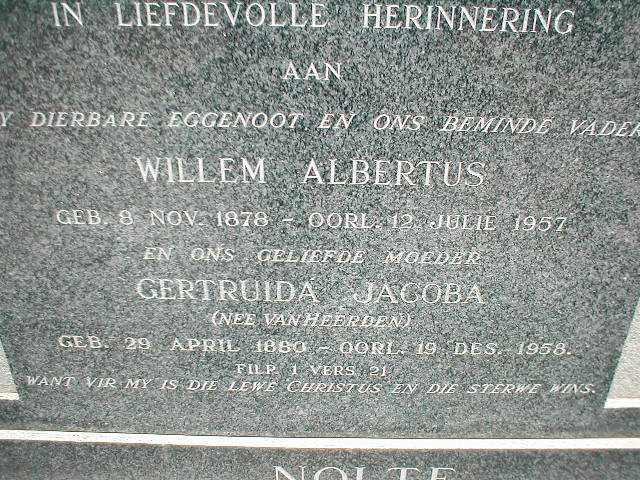 IN LIEFDEVOLLE HERINNERING
AAN
Y DIERBARE EGGENOOT EN ONS BEMINDE VADER
WILLEM ALBERTUS
GEB. 8 NOV. 1878 - OORL. 12 JULIE 1957
EN ONS GELIEFDE MOEDER
GERTRUIDA JACOBA
(NEE VAN HEERDEN)
GEB. 29 APRIL 1880 - OORL. 19 DES. 1958.
FILP. 1 VERS. 21
WANT VIR MY IS DIE LEWE CHRISTUS EN DIE STERWE WINS.
NOLTE